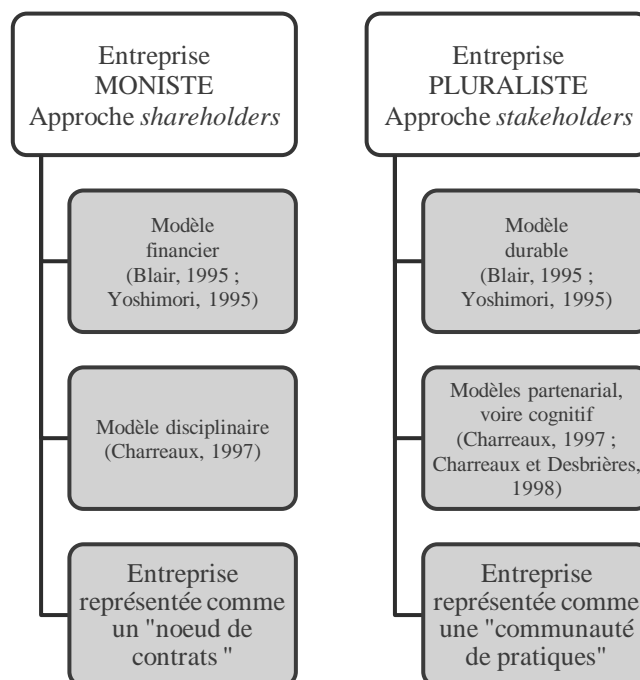 Entreprise
MONISTE
Approche shareholders
Modèle
financier
(Blair, 1995 ;
Yoshimori, 1995)
Modèle disciplinaire
(Charreaux, 1997)
Entreprise
représentée comme
un "noeud de
contrats "
Entreprise
PLURALISTE
Approche stakeholders
Modèle
durable
(Blair, 1995 ;
Yoshimori, 1995)
Modèles partenarial,
voire cognitif
(Charreaux, 1997 ;
Charreaux et Desbrières,
1998)
Entreprise
représentée comme
une "communauté
de pratiques"